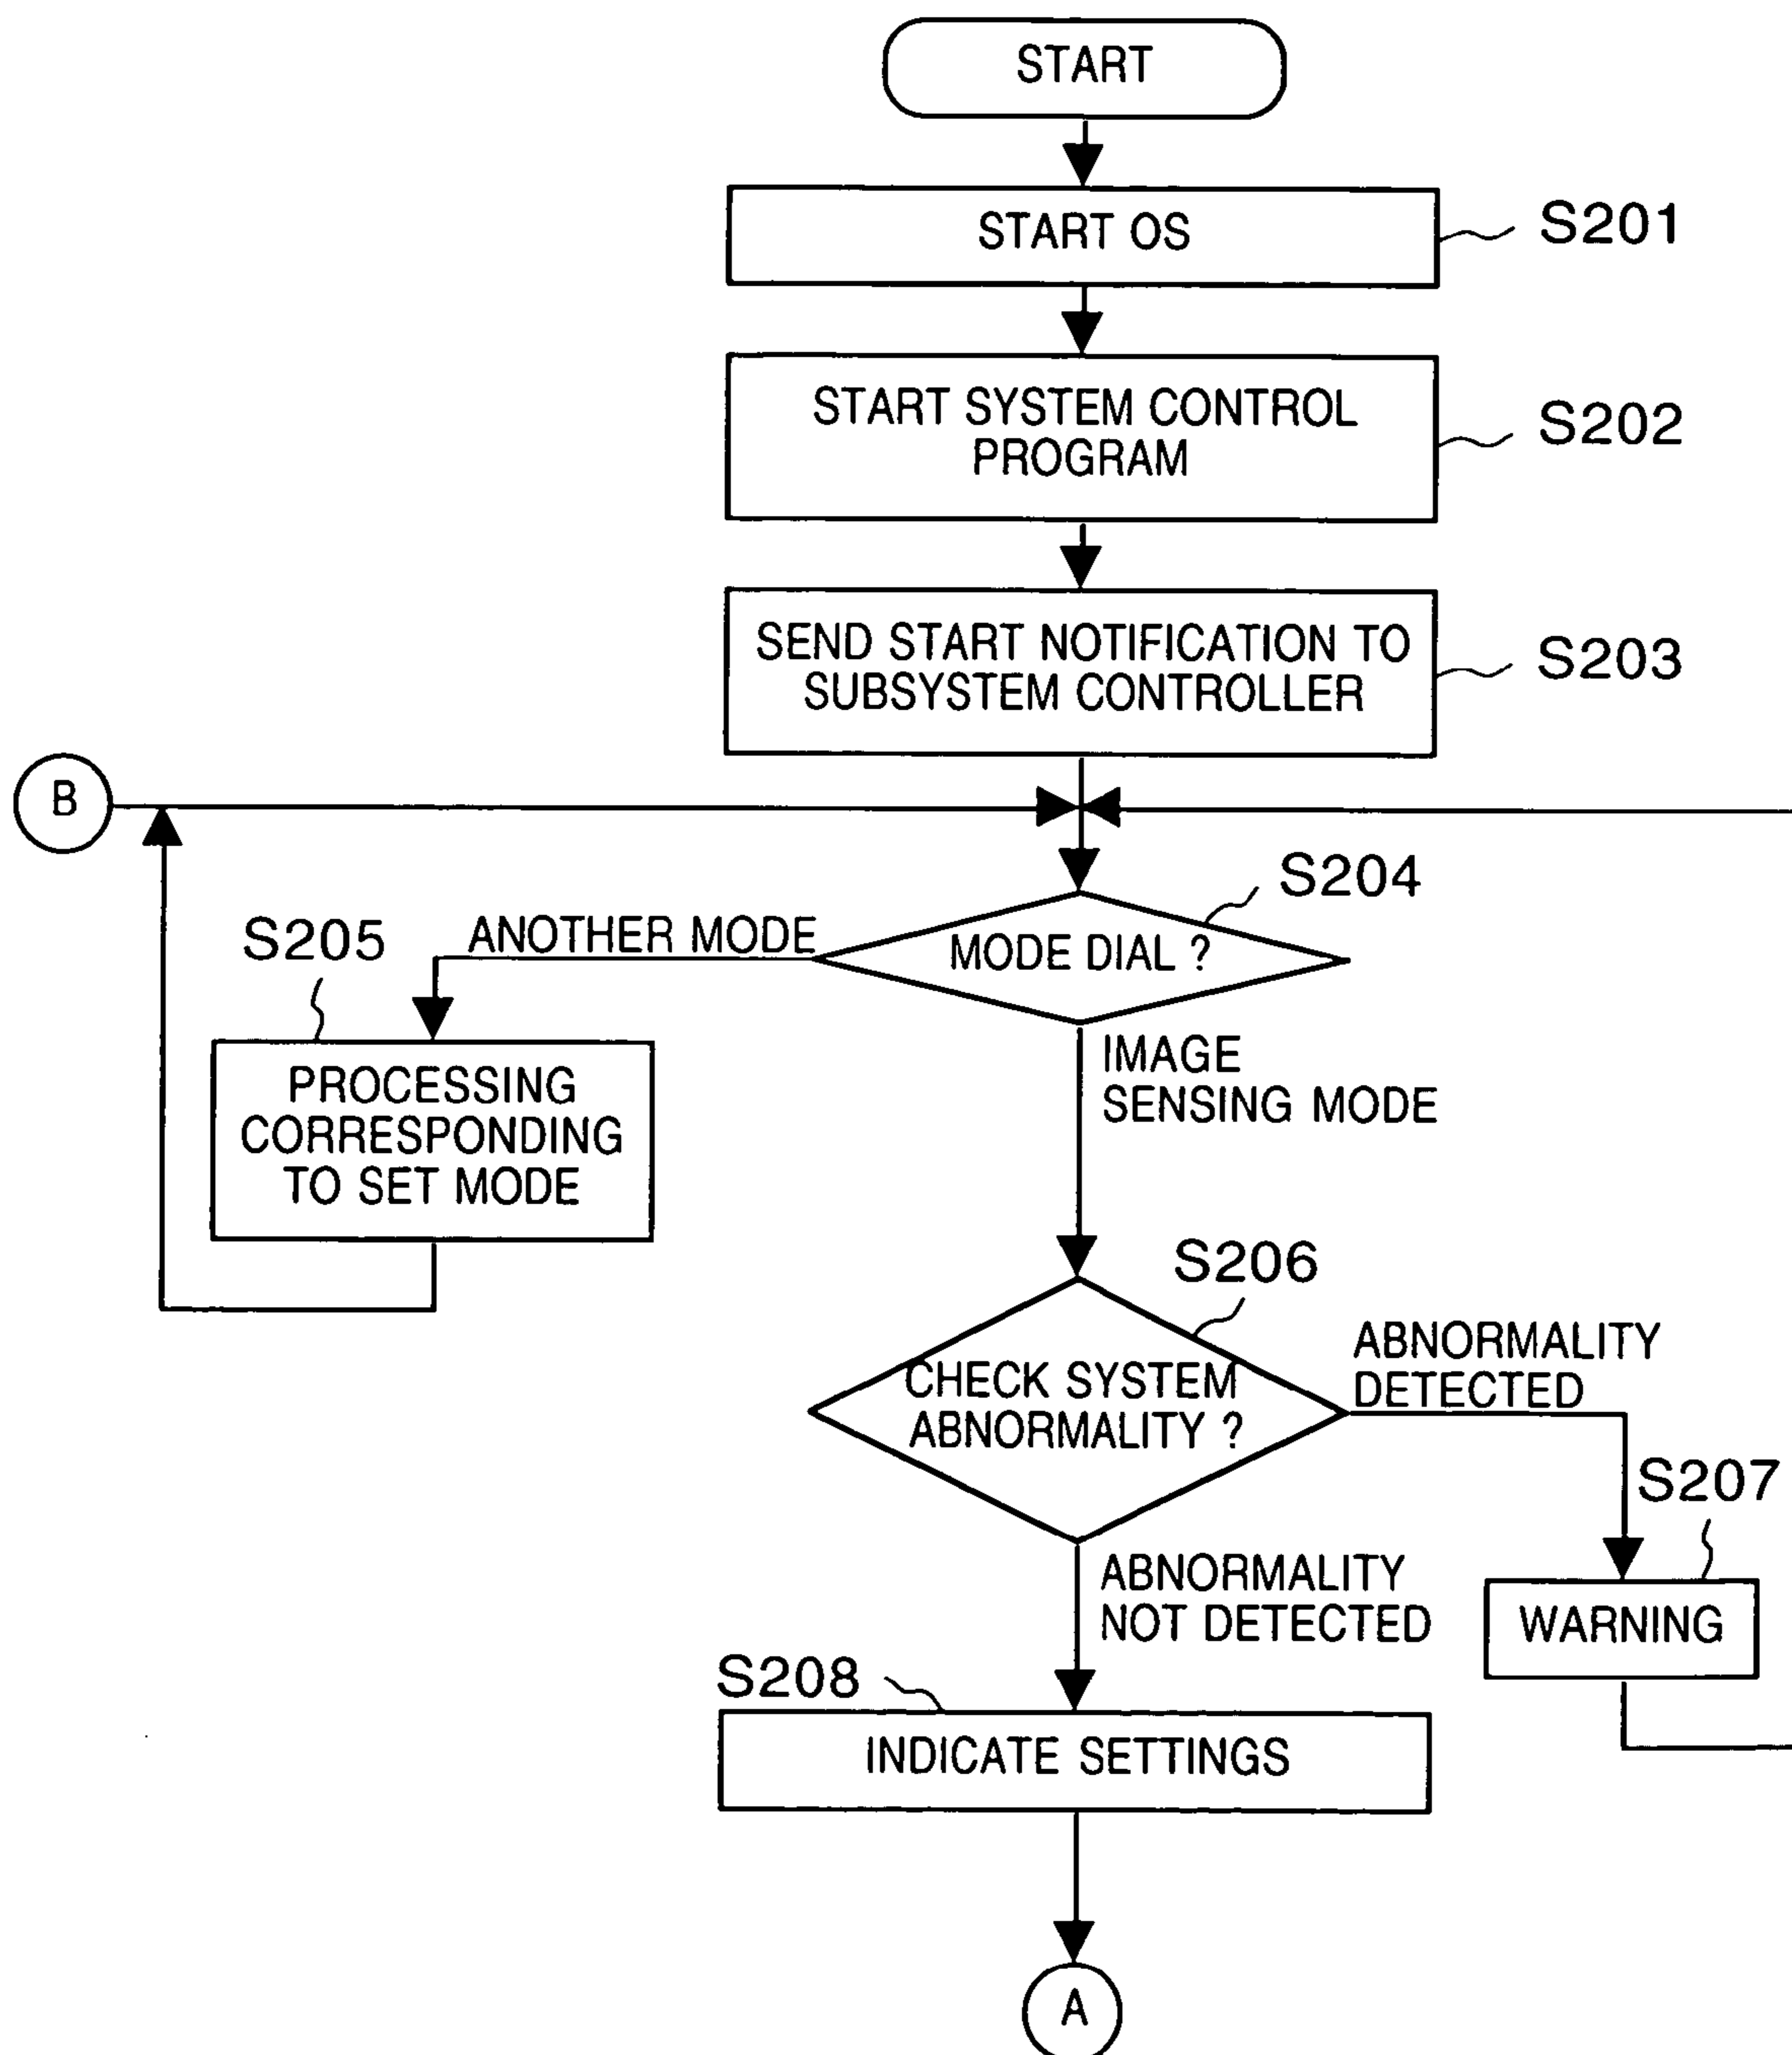 START
START OS
S201
START SYSTEM CONTROL
PROGRAM
S202
SEND START NOTIFICATION TO
SUBSYSTEM CONTROLLER
S203
B
S204
MODE DIAL ?
ANOTHER MODE
S205
PROCESSING
CORRESPONDING
TO SET MODE
IMAGE
SENSING MODE
S206
CHECK SYSTEM
ABNORMALITY ?
ABNORMALITY
DETECTED
S207
WARNING
ABNORMALITY
NOT DETECTED
S208
INDICATE SETTINGS
A